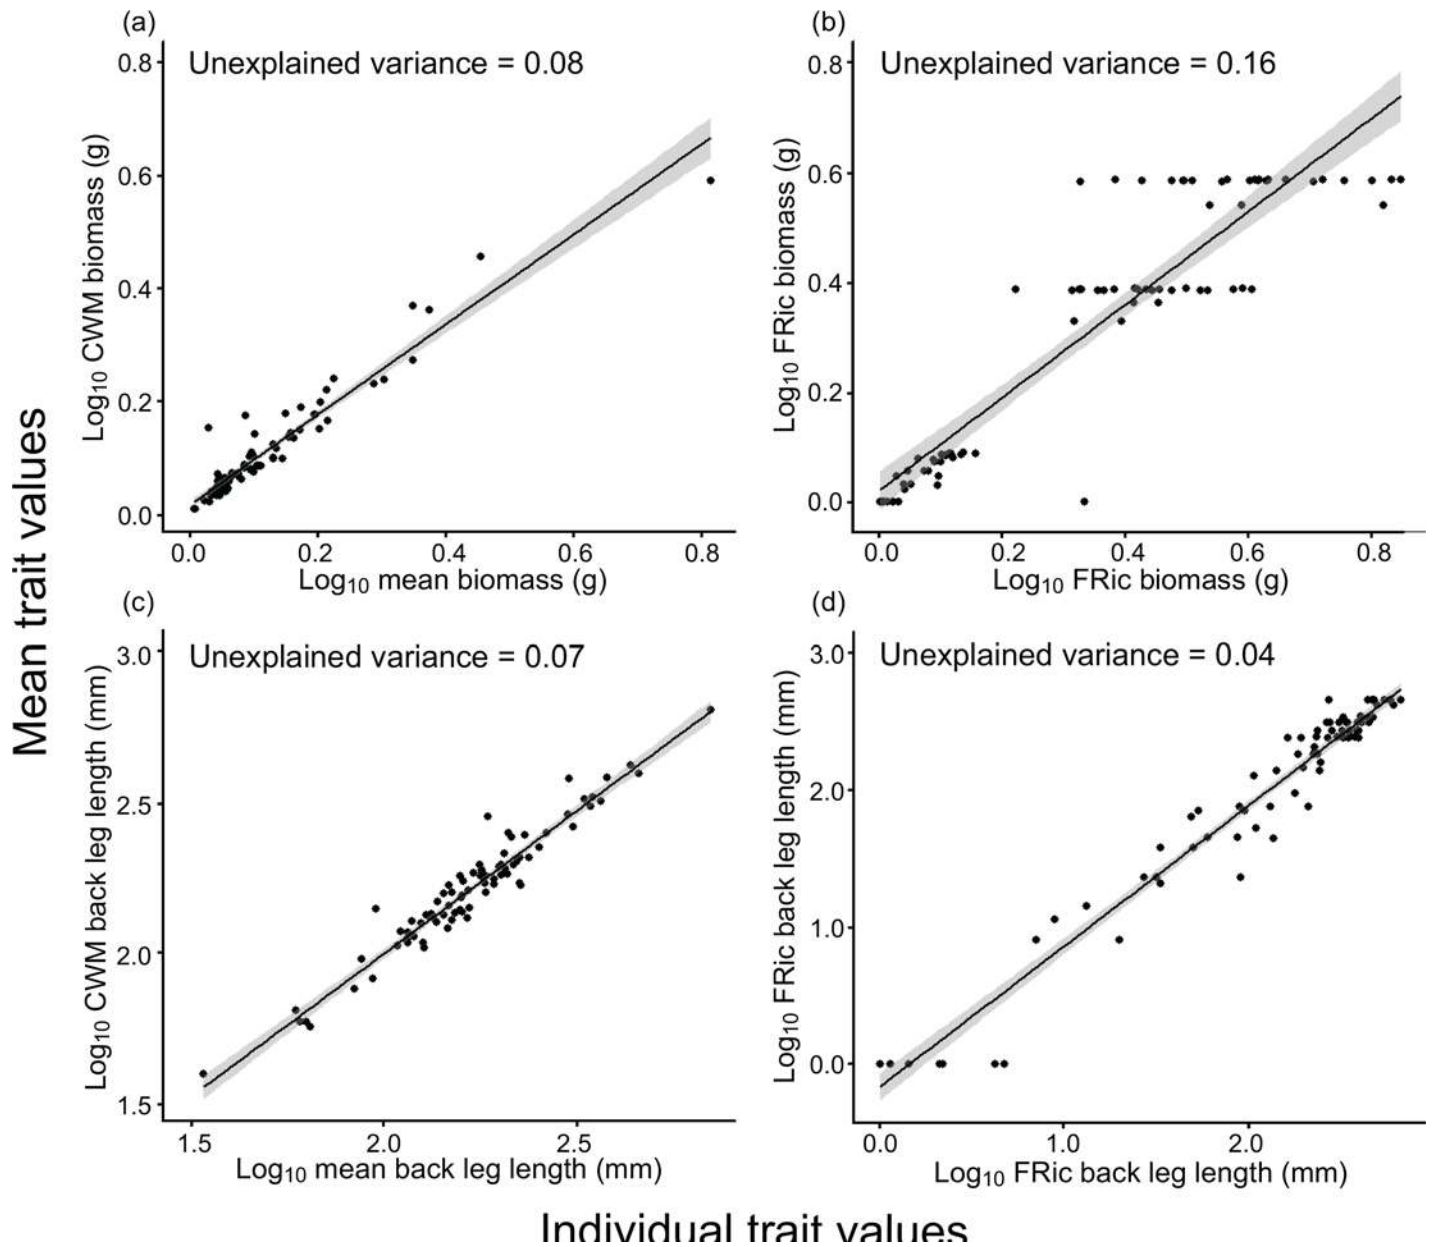 (a)
Unexplained variance = 0.08
0.8
0.6
0.4
0.2
0.0
Log10 CWM biomass (g)
0.0 0.2 0.4 0.6 0.8
Log10 mean biomass (g)
(b)
Unexplained variance = 0.16
0.8
0.6
0.4
0.2
0.0
Log10 FRic biomass (g)
0.0 0.2 0.4 0.6 0.8
Log10 FRic biomass (g)
Mean trait values
(c)
Unexplained variance = 0.07
3.0
2.5
2.0
1.5
Log10 CWM back leg length (mm)
1.5 2.0 2.5
Log10 mean back leg length (mm)
(d)
Unexplained variance = 0.04
3.0
2.0
1.0
0.0
Log10 FRic back leg length (mm)
0.0 1.0 2.0
Log10 FRic back leg length (mm)
Individual trait values